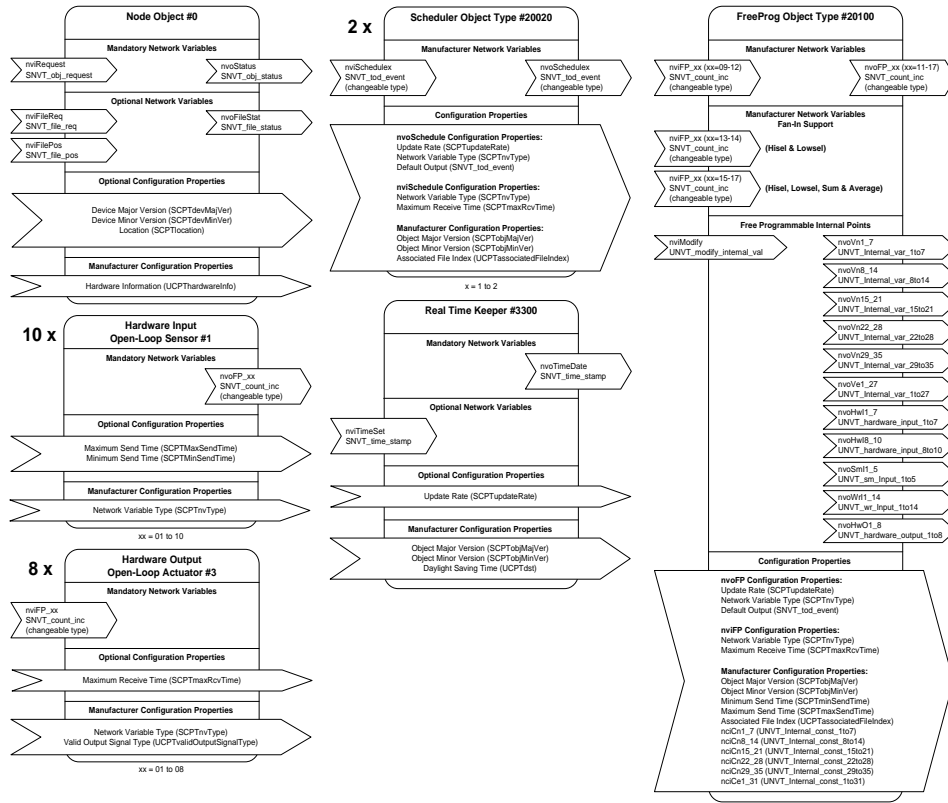 Node Object #0
Mandatory Network Variables
nviRequest
SNVT_obj_request
nvoStatus
SNVT_obj_status
Optional Network Variables
nviFileReq
SNVT_file_req
nvoFileStat
SNVT_file_status
nviFilePos
SNVT_file_pos
Optional Configuration Properties
Device Major Version (SCPTdevMajVer)
Device Minor Version (SCPTdevMinVer)
Location (SCPTlocation)
Manufacturer Configuration Properties
Hardware Information (UCPThardwareInfo)
10 x
Hardware Input
Open-Loop Sensor #1
Mandatory Network Variables
nvoFP_xx
SNVT_count_inc
(changeable type)
Optional Configuration Properties
Maximum Send Time (SCPTMaxSendTime)
Minimum Send Time (SCPTMinSendTime)
Manufacturer Configuration Properties
Network Variable Type (SCPTnvType)
xx = 01 to 10
8 x
Hardware Output
Open-Loop Actuator #3
Mandatory Network Variables
nviFP_xx
SNVT_count_inc
(changeable type)
Optional Configuration Properties
Maximum Receive Time (SCPTmaxRcvTime)
Manufacturer Configuration Properties
Network Variable Type (SCPTnvType)
Valid Output Signal Type (UCPTvalidOutputSignalType)
xx = 01 to 08
2 x
Scheduler Object Type #20020
Manufacturer Network Variables
nviSchedulex
SNVT_tod_event
(changeable type)
nvoSchedulex
SNVT_tod_event
(changeable type)
Configuration Properties
nvoSchedule Configuration Properties:
Update Rate (SCPTupdateRate)
Network Variable Type (SCPTnvType)
Default Output (SNVT_tod_event)
nviSchedule Configuration Properties:
Network Variable Type (SCPTnvType)
Maximum Receive Time (SCPTmaxRcvTime)
Manufacturer Configuration Properties:
Object Major Version (SCPTobjMajVer)
Object Minor Version (SCPTobjMinVer)
Associated File Index (UCPTassociatedFileIndex)
x = 1 to 2
Real Time Keeper #3300
Mandatory Network Variables
nvoTimeDate
SNVT_time_stamp
Optional Network Variables
nviTimeSet
SNVT_time_stamp
Optional Configuration Properties
Update Rate (SCPTupdateRate)
Manufacturer Configuration Properties
Object Major Version (SCPTobjMajVer)
Object Minor Version (SCPTobjMinVer)
Daylight Saving Time (UCPTdst)
FreeProg Object Type #20100
Manufacturer Network Variables
nviFP_xx (xx=09-12)
SNVT_count_inc
(changeable type)
nvoFP_xx (xx=11-17)
SNVT_count_inc
(changeable type)
Manufacturer Network Variables
Fan-In Support
nviFP_xx (xx=13-14)
SNVT_count_inc
(changeable type)
(Hisel & Lowsel)
nviFP_xx (xx=15-17)
SNVT_count_inc
(changeable type)
(Hisel, Lowsel, Sum & Average)
Free Programmable Internal Points
nviModify
UNVT_modify_internal_val
nvoVn1_7
UNVT_Internal_var_1to7
nvoVn8_14
UNVT_Internal_var_8to14
nvoVn15_21
UNVT_Internal_var_15to21
nvoVn22_28
UNVT_Internal_var_22to28
nvoVn29_35
UNVT_Internal_var_29to35
nvoVe1_27
UNVT_Internal_var_1to27
nvoHwI1_7
UNVT_hardware_input_1to7
nvoHwI8_10
UNVT_hardware_input_8to10
nvoSmI1_5
UNVT_sm_Input_1to5
nvoWrI1_14
UNVT_wr_Input_1to14
nvoHwO1_8
UNVT_hardware_output_1to8
Configuration Properties
nvoFP Configuration Properties:
Update Rate (SCPTupdateRate)
Network Variable Type (SCPTnvType)
Default Output (SNVT_tod_event)
nviFP Configuration Properties:
Network Variable Type (SCPTnvType)
Maximum Receive Time (SCPTmaxRcvTime)
Manufacturer Configuration Properties:
Object Major Version (SCPTobjMajVer)
Object Minor Version (SCPTobjMinVer)
Minimum Send Time (SCPTminSendTime)
Maximum Send Time (SCPTmaxSendTime)
Associated File Index (UCPTassociatedFileIndex)
nciCn1_7 (UNVT_Internal_const_1to7)
nciCn8_14 (UNVT_Internal_const_8to14)
nciCn15_21 (UNVT_Internal_const_15to21)
nciCn22_28 (UNVT_Internal_const_22to28)
nciCn29_35 (UNVT_Internal_const_29to35)
nciCe1_31 (UNVT_Internal_const_1to31)